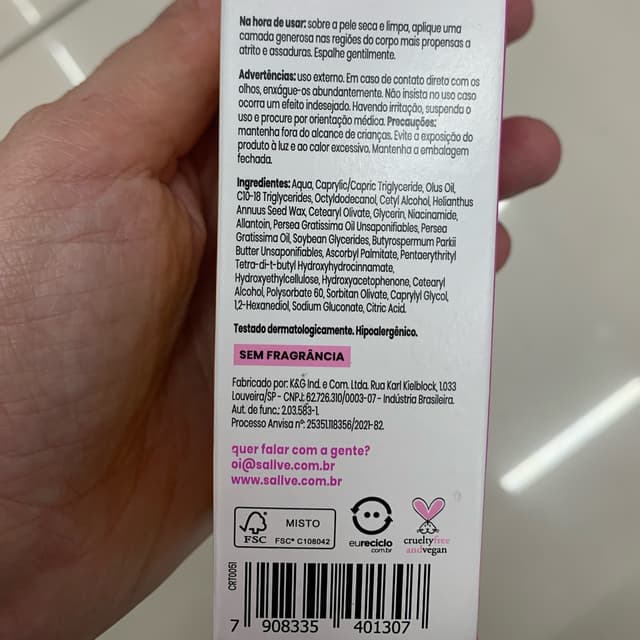 Na hora de usar: sobre a pele seca e limpa, aplique uma
camada generosa nas regiões do corpo mais propensas a
atrito e assaduras. Espalhe gentilmente.
Advertências: uso externo. Em caso de contato direto com os
olhos, enxágue-os abundantemente. Não insista no uso caso
ocorra um efeito indesejado. Havendo irritação, suspenda o
uso e procure por orientação médica. Precauções:
mantenha fora do alcance de crianças. Evite a exposição do
produto à luz e ao calor excessivo. Mantenha a embalagem
fechada.
Ingredientes: Aqua, Caprylic/Capric Triglyceride, Olus Oil,
C10-18 Triglycerides, Octyldodecanol, Cetyl Alcohol, Helianthus
Annuus Seed Wax, Cetearyl Olivate, Glycerin, Niacinamide,
Allantoin, Persea Gratissima Oil Unsaponifiables, Persea
Gratissima Oil, Soybean Glycerides, Butyrospermum Parkii
Butter Unsaponifiables, Ascorbyl Palmitate, Pentaerythrityl
Tetra-di-t-butyl Hydroxyhydrocinnamate,
Hydroxyethylcellulose, Hydroxyacetophenone, Cetearyl
Alcohol, Polysorbate 60, Sorbitan Olivate, Caprylyl Glycol,
1,2-Hexanediol, Sodium Gluconate, Citric Acid.
Testado dermatologicamente. Hipoalergênico.
SEM FRAGRÂNCIA
Fabricado por: K&G Ind. e Com. Ltda. Rua Karl Kielblock, 1.033
Louveira/SP - CNPJ: 62.726.310/0003-07 - Indústria Brasileira.
Aut. de func.: 2.03.583-1.
Processo Anvisa nº: 25351.118356/2021-82.
quer falar com a gente?
oi@sallve.com.br
www.sallve.com.br
FSC
MISTO
FSC® C108042
eureciclo
.com.br
crueltyfree
andvegan
CRT0051
7 908335 401307